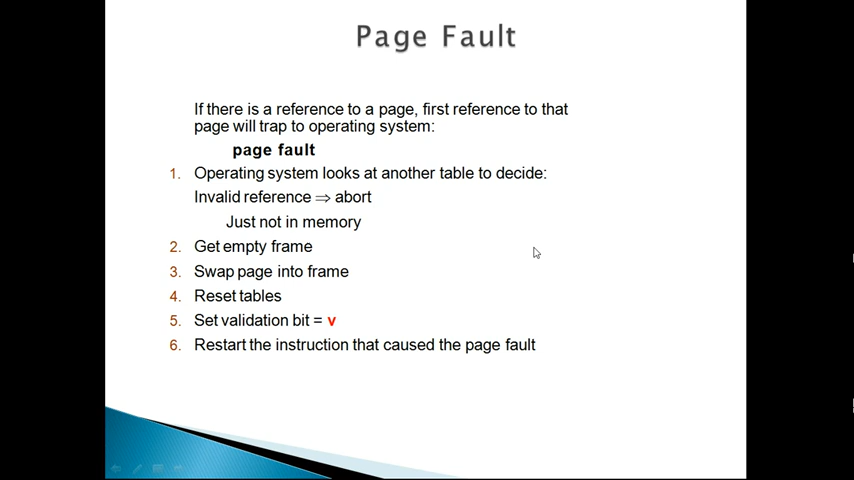 Page Fault
If there is a reference to a page, first reference to that
page will trap to operating system:
page fault
1. Operating system looks at another table to decide:
Invalid reference ⇒ abort
Just not in memory
2. Get empty frame
3. Swap page into frame
4. Reset tables
5. Set validation bit = v
6. Restart the instruction that caused the page fault